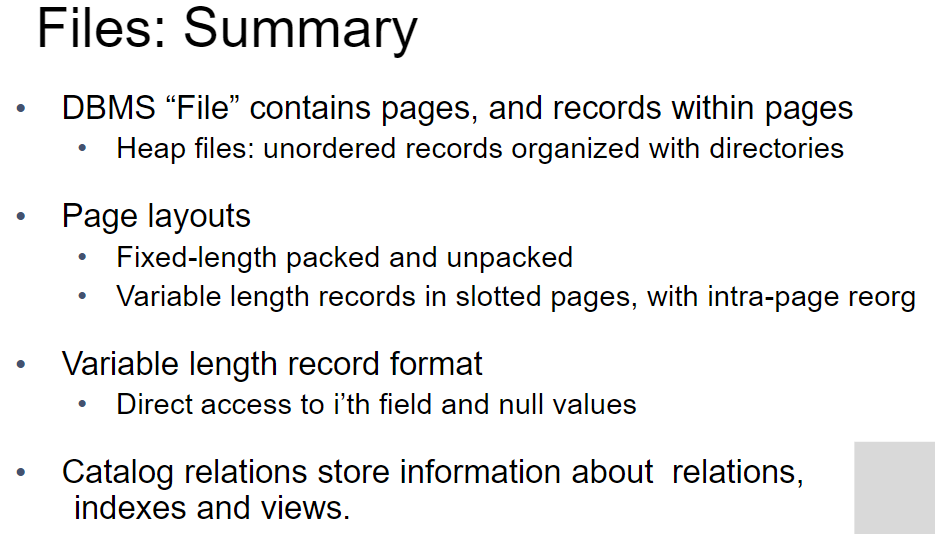 Files: Summary
• DBMS “File” contains pages, and records within pages
• Heap files: unordered records organized with directories
• Page layouts
• Fixed-length packed and unpacked
• Variable length records in slotted pages, with intra-page reorg
• Variable length record format
• Direct access to i’th field and null values
• Catalog relations store information about  relations,
indexes and views.